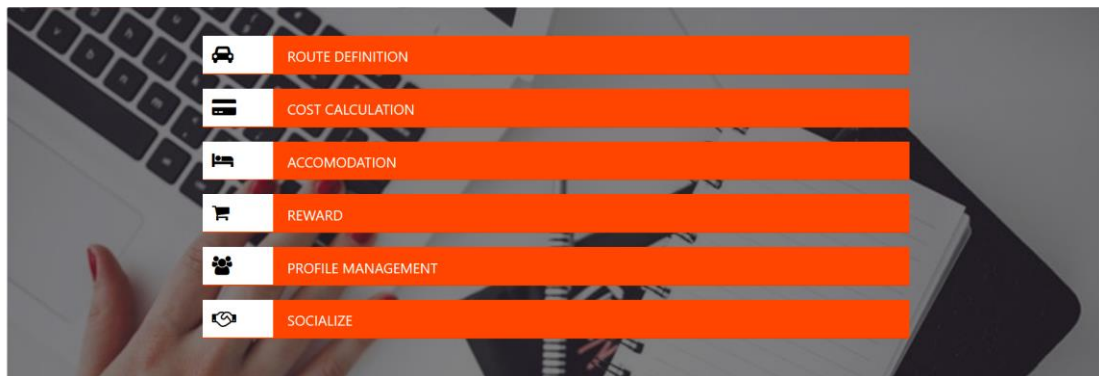 ROUTE DEFINITION
COST CALCULATION
ACCOMODATION
REWARD
PROFILE MANAGEMENT
SOCIALIZE